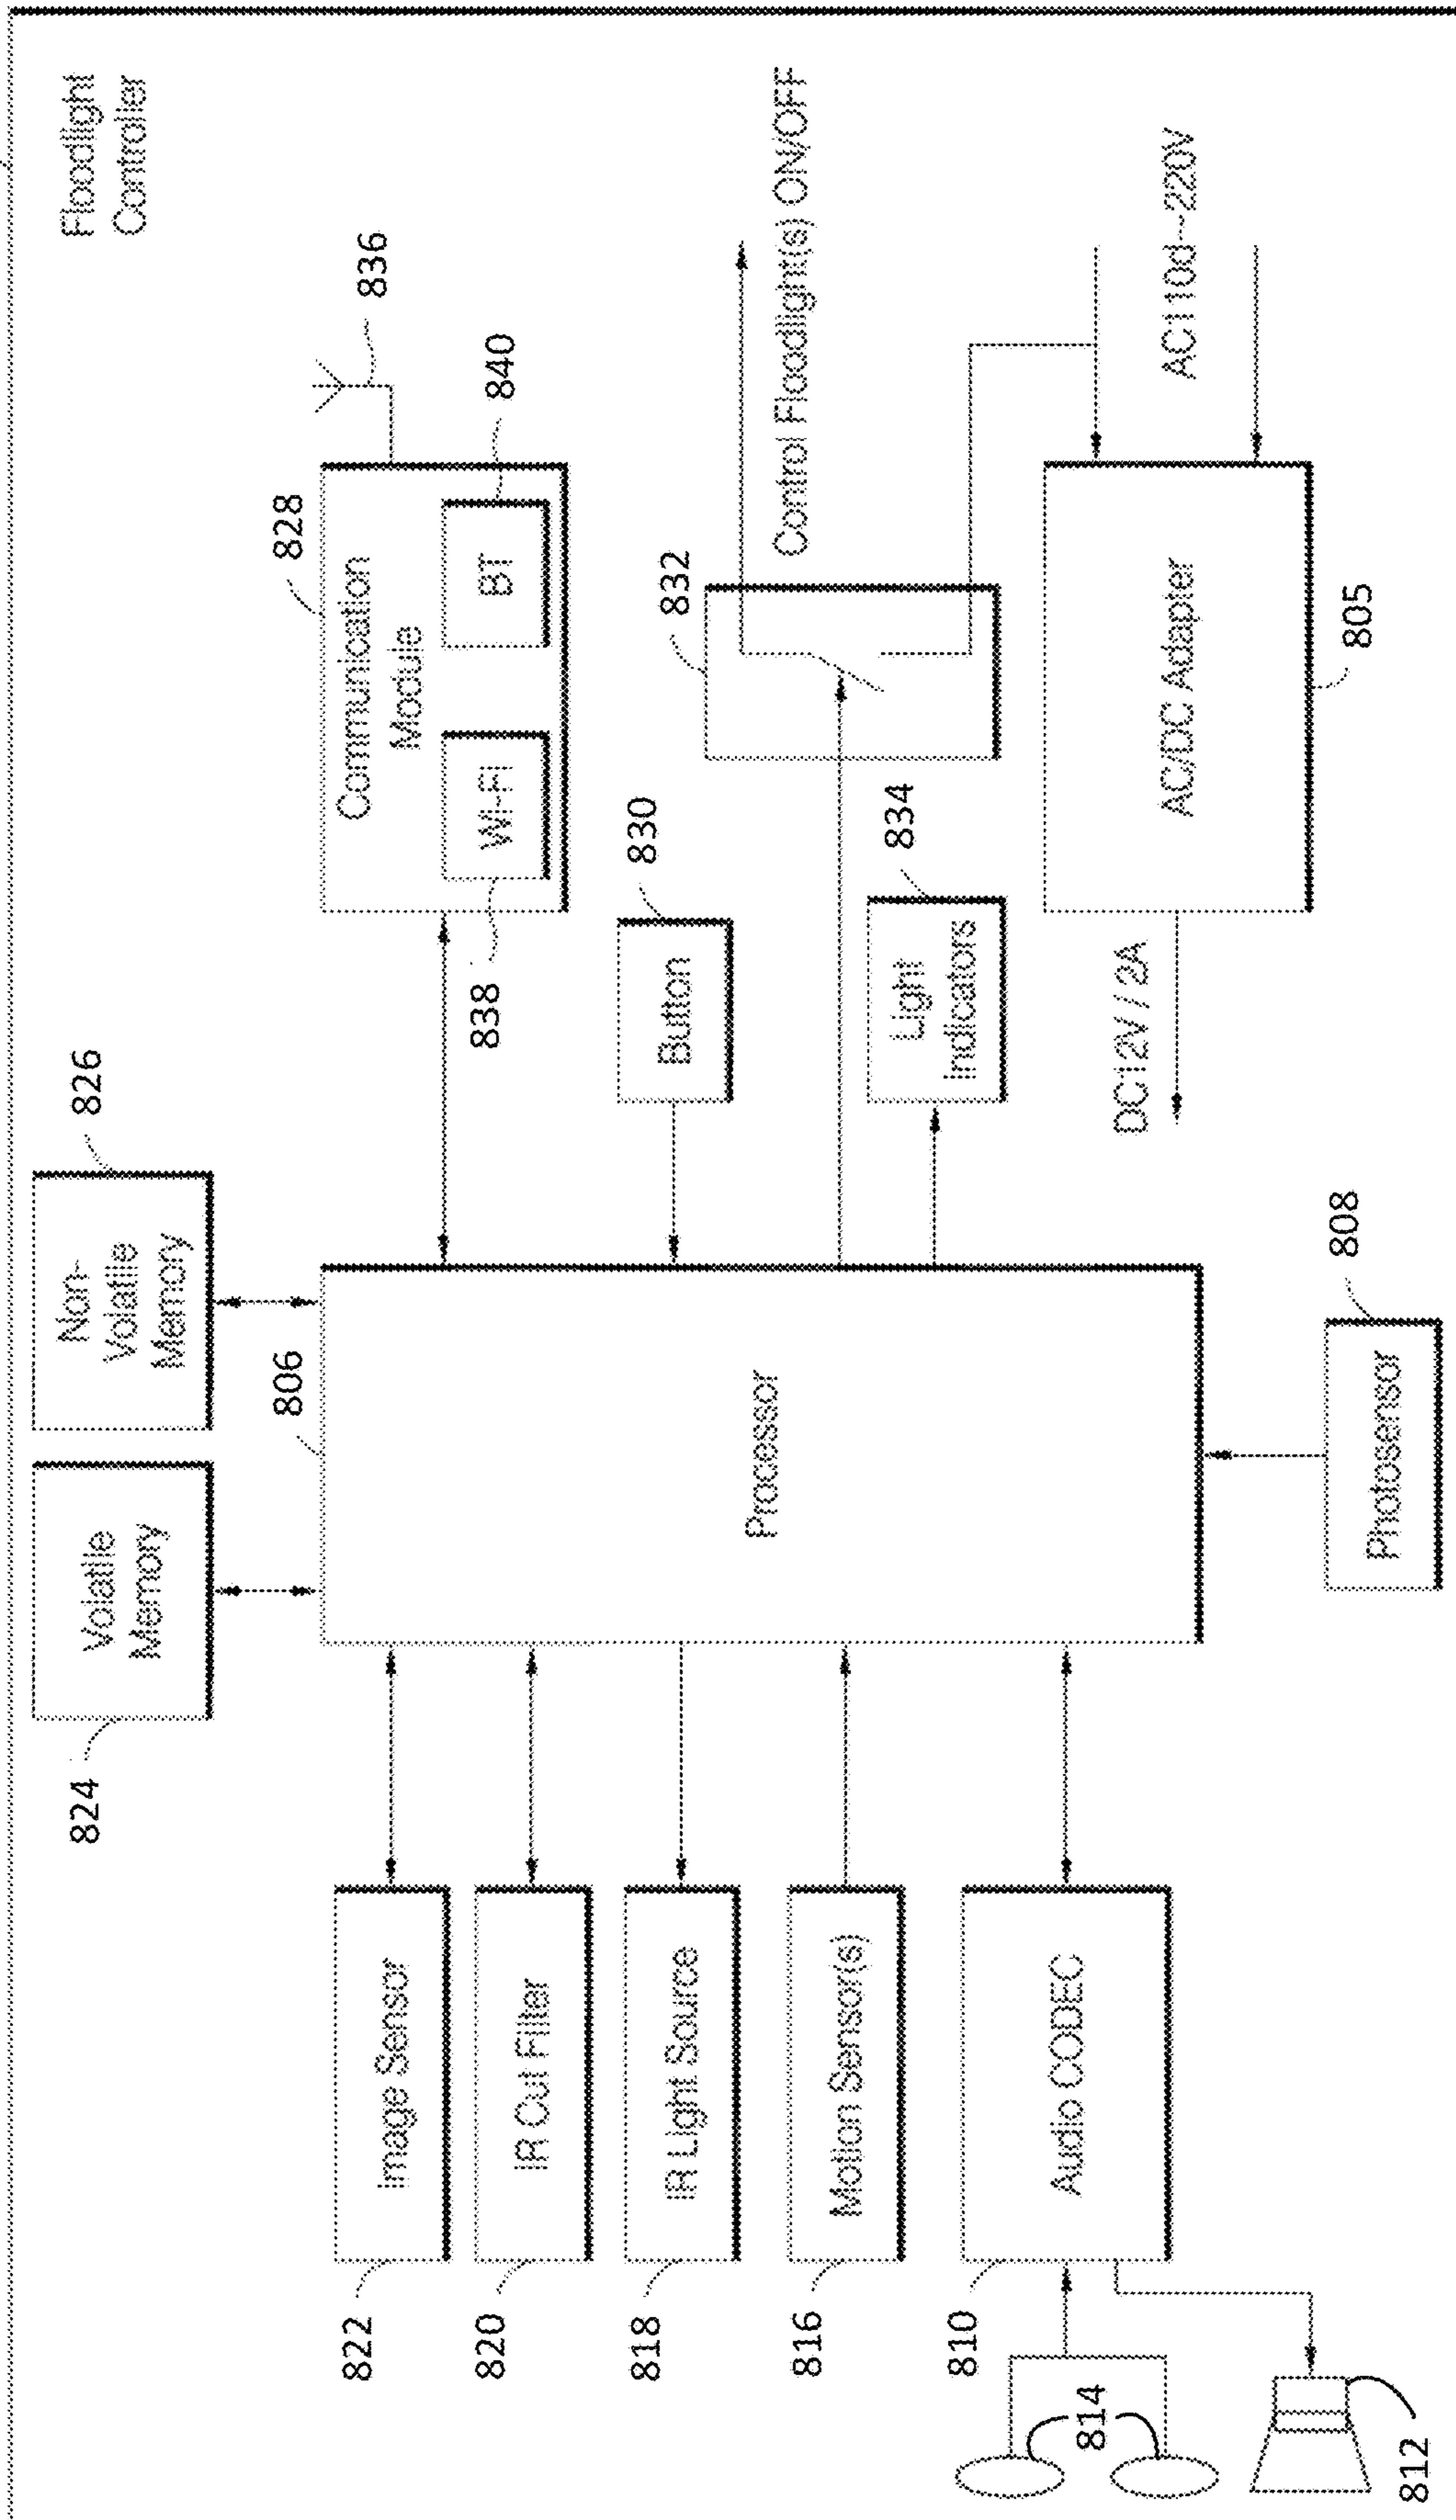 Floodlight
Controller
824
Volatile
Memory
Non-
Volatile
Memory
826
806
Processor
822
Image Sensor
820
IR Cut Filter
818
IR Light Source
816
Motion Sensor(s)
810
Audio CODEC
814
812
828
Communication
Module
WI-FI
BT
836
838
840
830
Button
832
Control Floodlight(s) ON/OFF
834
Light
Indicators
DC12V / 2A
AC/DC Adapter
AC110d~220V
805
808
Photosensor